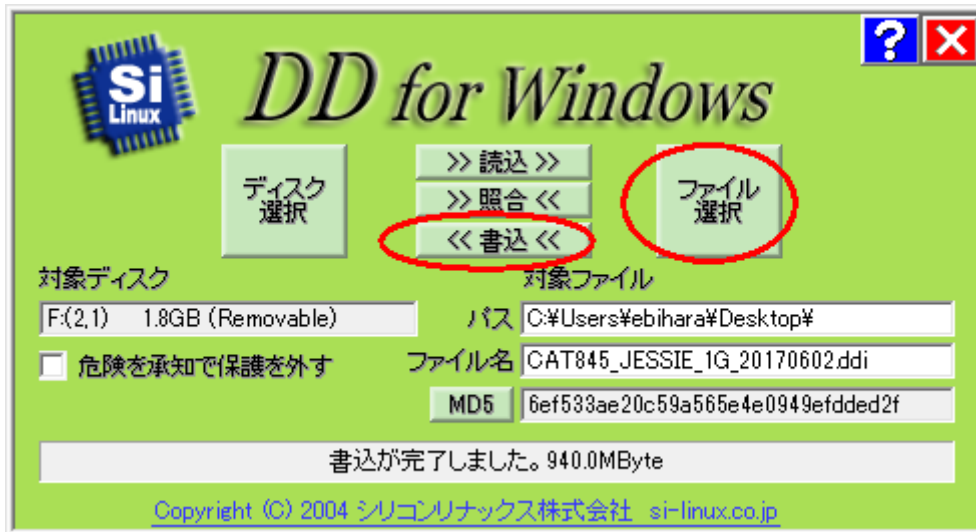 Si
Linux
DD for Windows
?
ディスク
選択
>> 読込 >>
>> 照合 <<
<< 書込 <<
ファイル
選択
対象ディスク
対象ファイル
F:(2,1) 1.8GB (Removable)
パス C:¥Users¥ebihara¥Desktop¥
危険を承知で保護を外す
ファイル名 CAT845_JESSIE_1G_20170602.ddi
MD5 6ef533ae20c59a565e4e0949efdded2f
書込が完了しました。940.0MByte
Copyright (C) 2004 シリコンリナックス株式会社 si-linux.co.jp